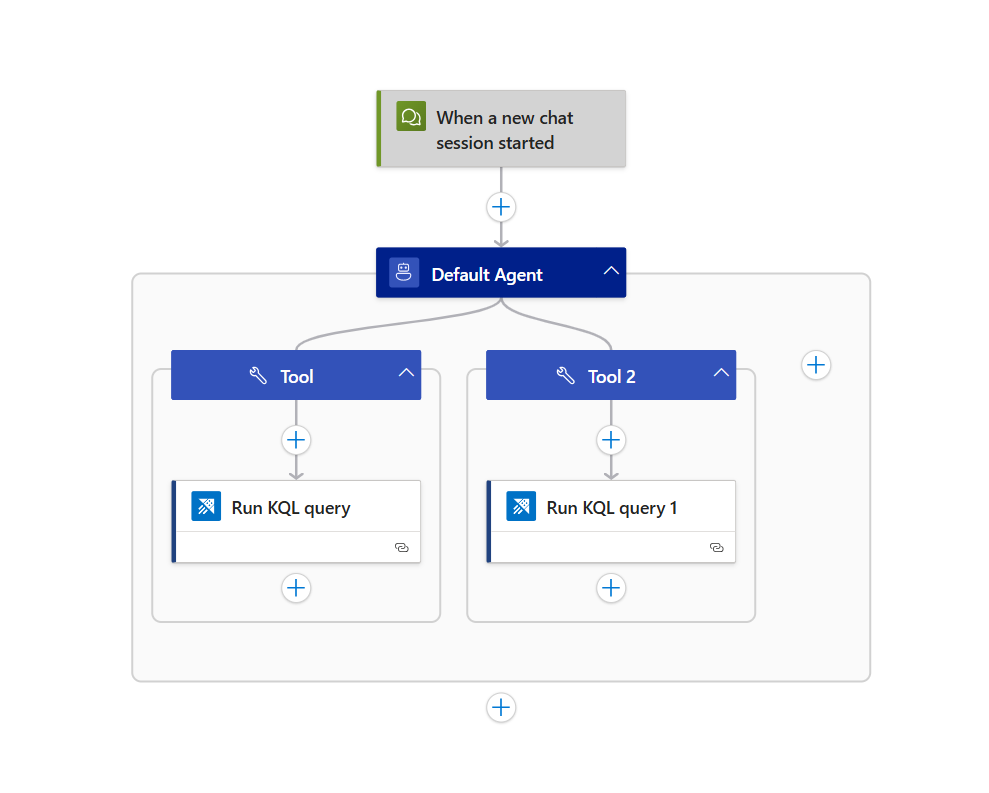 When a new chat
session started
Default Agent
Tool
Tool 2
Run KQL query
Run KQL query 1